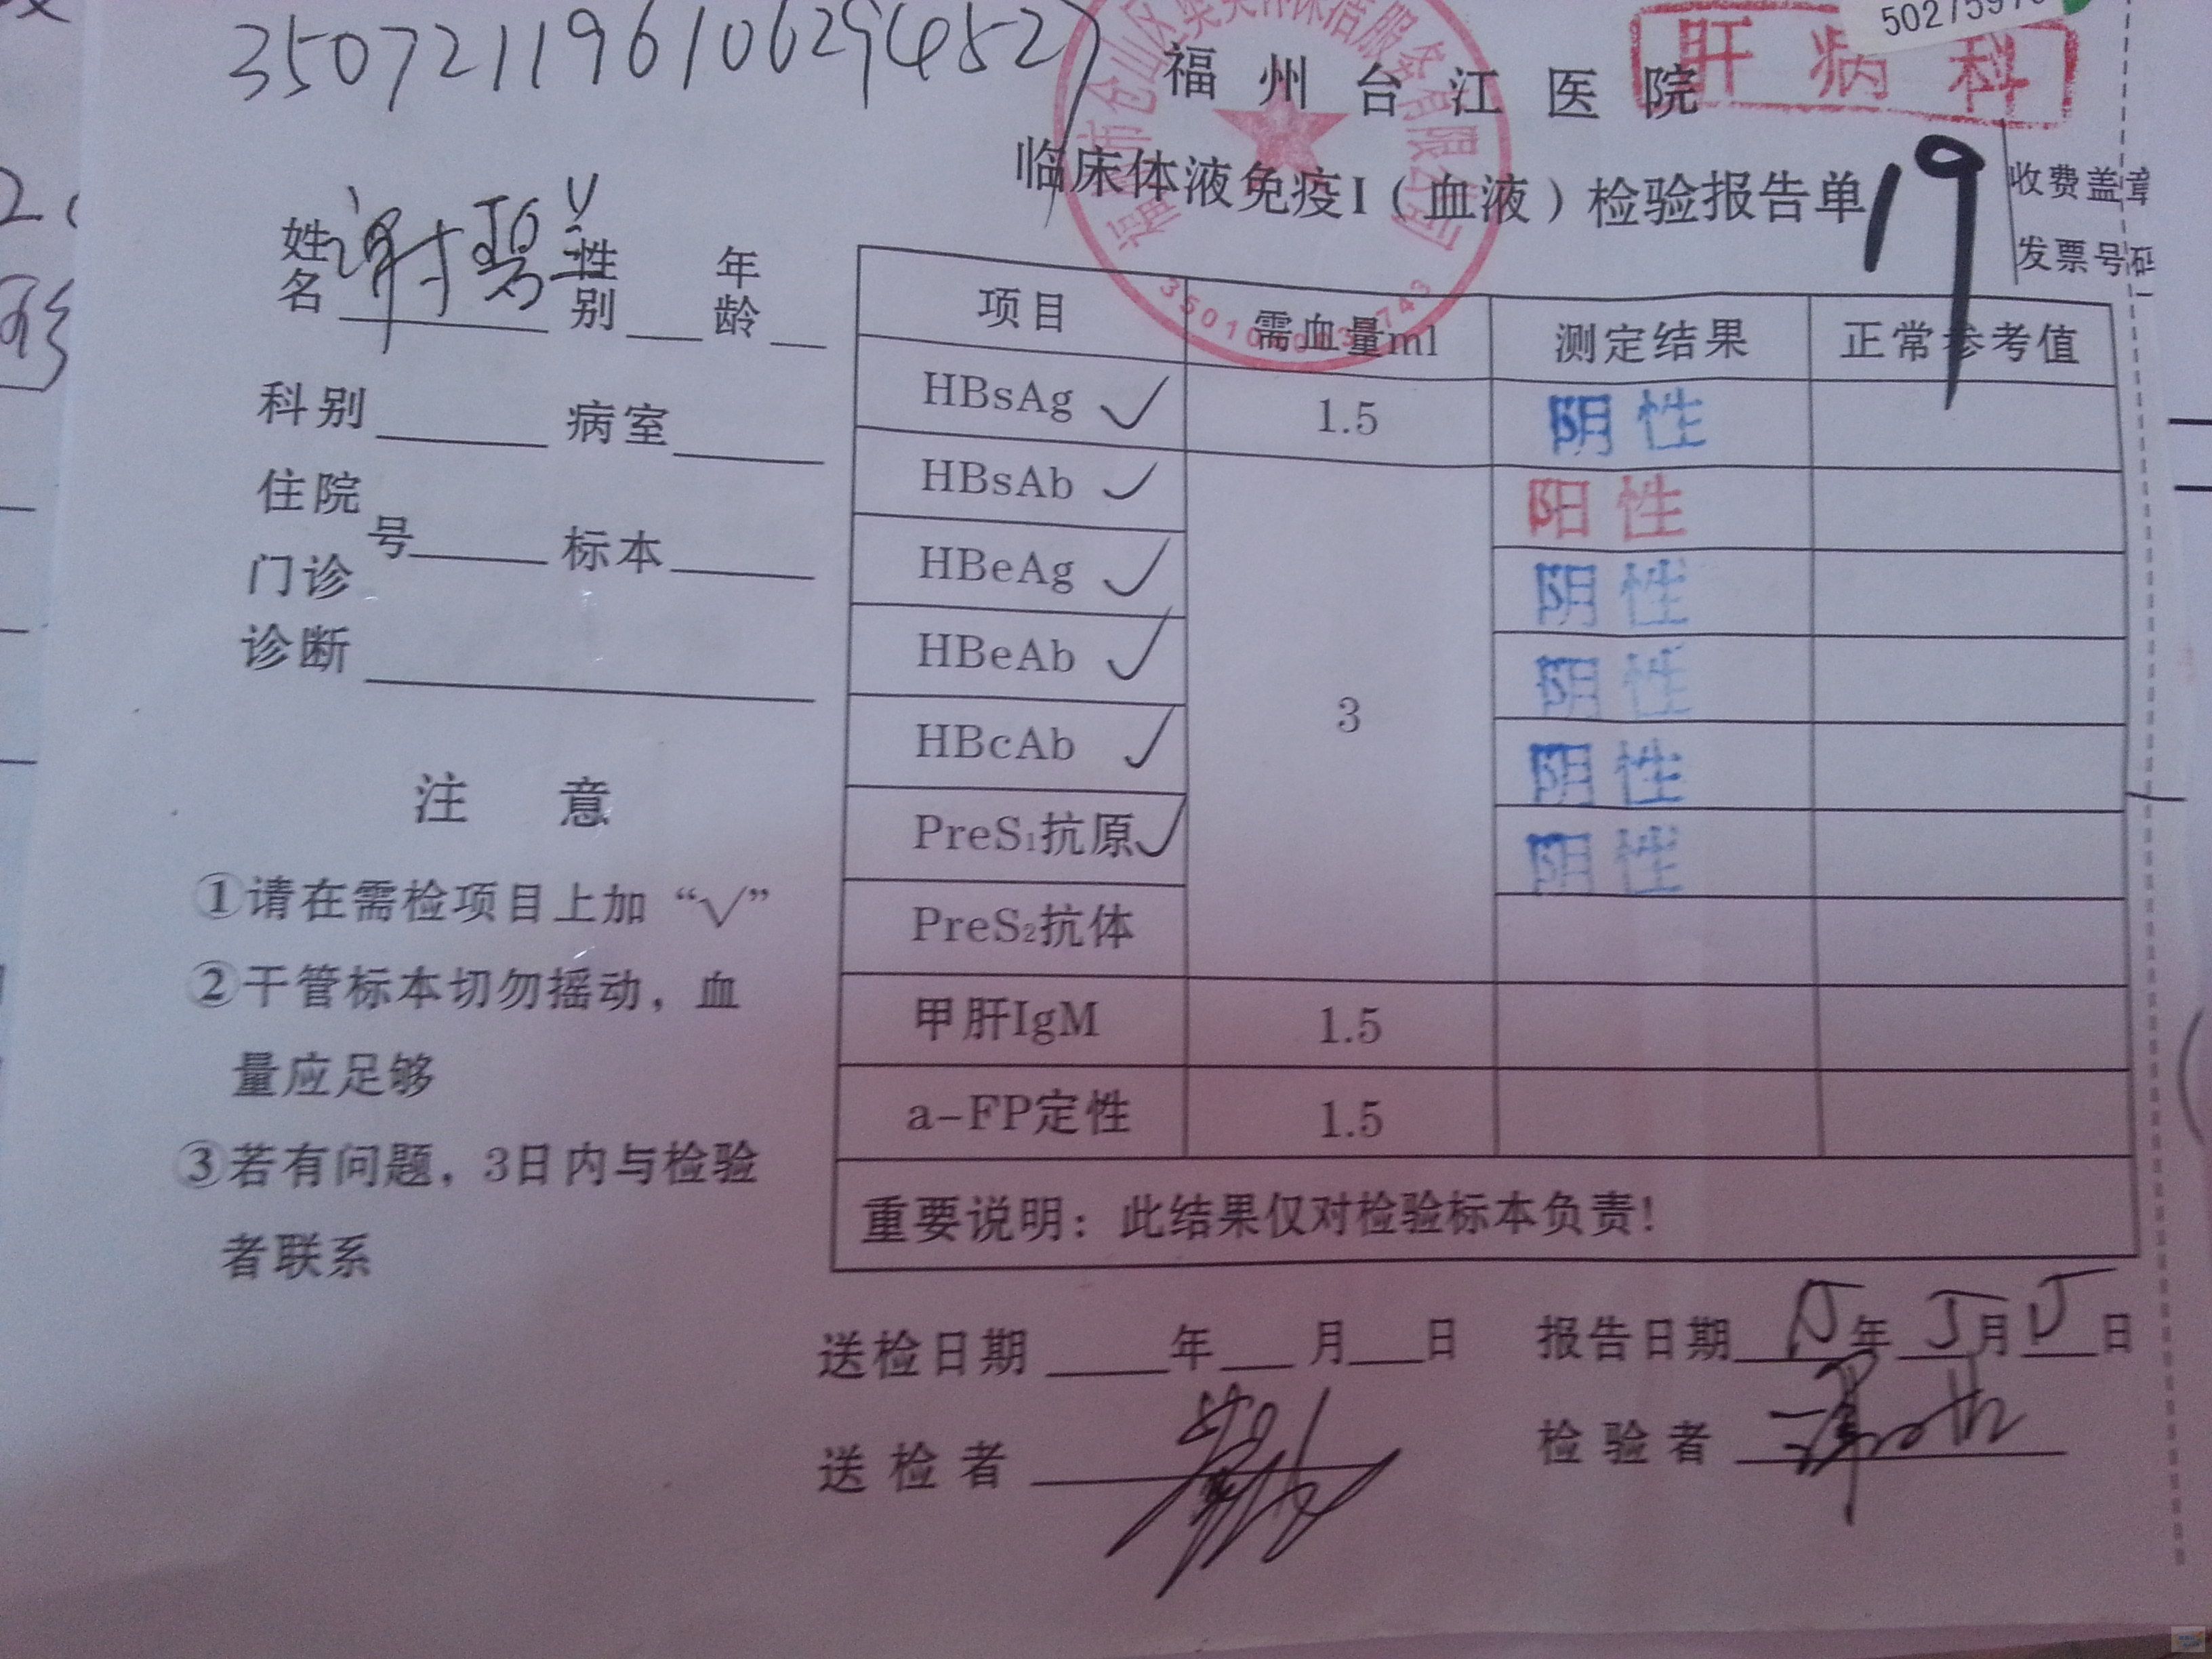 福州台江医院
肝病科
临床体液免疫I（血液）检验报告单
19
收费盖章
发票号码
姓名 谢碧兰 性别 年龄
科别 病室
住院
门诊 号 标本
诊断
注 意
①请在需检项目上加“√”
②干管标本切勿摇动，血
量应足够
③若有问题，3日内与检验
者联系
项目 需血量ml 测定结果 正常参考值
HBsAg √ 1.5 阴性
HBsAb √ 3 阳性
HBeAg √ 阴性
HBeAb √ 阴性
HBcAb √ 阴性
PreS₁抗原 √ 阴性
PreS₂抗体
甲肝IgM 1.5
a-FP定性 1.5
重要说明：此结果仅对检验标本负责！
送检日期 年 月 日 报告日期 15年 5月 5日
送检者 检验者